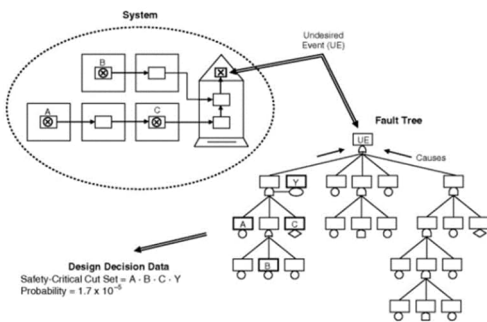 System
Undesired
Event (UE)
B
A
C
Fault Tree
UE
Causes
Y
A
C
B
Design Decision Data
Safety-Critical Cut Set = A · B · C · Y
Probability = 1.7 x 10⁻⁵